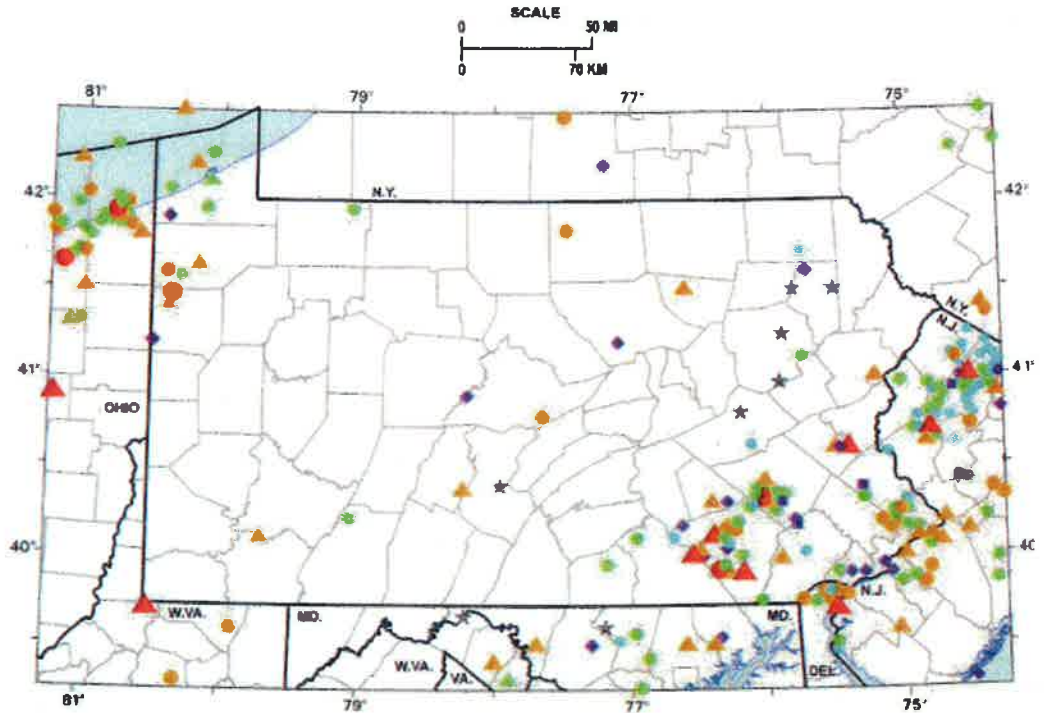 SCALE
0 50 MI
0 70 KM
81° 79° 77° 75°
42° N.Y. 42°
N.Y.
N.J.
41° 41°
OHIO
40° 40°
N.J.
W.VA. MD. MD.
W.VA. VA. DEL.
81° 79° 77° 75°